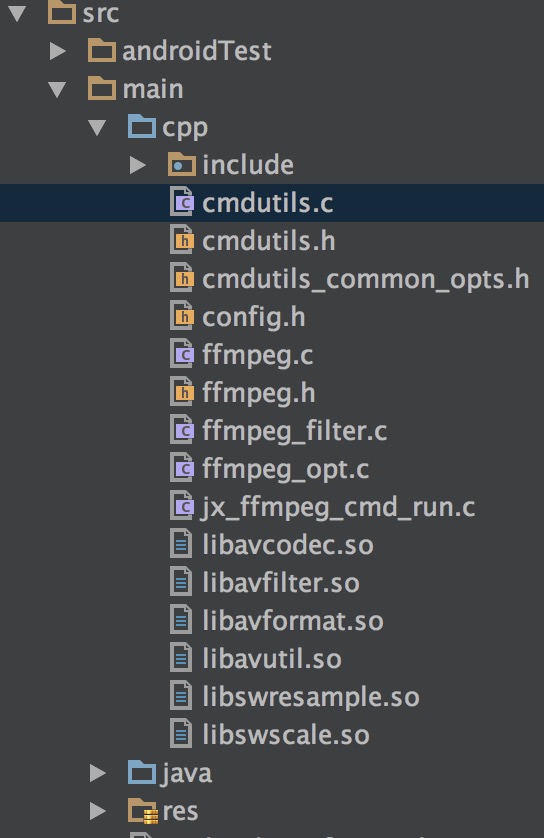 src
androidTest
main
cpp
include
cmdutils.c
cmdutils.h
cmdutils_common_opts.h
config.h
ffmpeg.c
ffmpeg.h
ffmpeg_filter.c
ffmpeg_opt.c
jx_ffmpeg_cmd_run.c
libavcodec.so
libavfilter.so
libavformat.so
libavutil.so
libswresample.so
libswscale.so
java
res